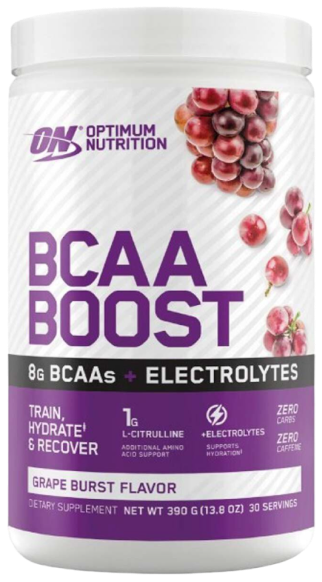 ON® OPTIMUM
NUTRITION
BCAA
BOOST
8G BCAAs + ELECTROLYTES
TRAIN,
HYDRATE‡
& RECOVER
1G
L-CITRULLINE
ADDITIONAL AMINO
ACID SUPPORT
+ELECTROLYTES
SUPPORTS
HYDRATION‡
ZERO
CARBS
ZERO
CAFFEINE
GRAPE BURST FLAVOR
DIETARY SUPPLEMENT NET WT 390 G (13.8 OZ) 30 SERVINGS